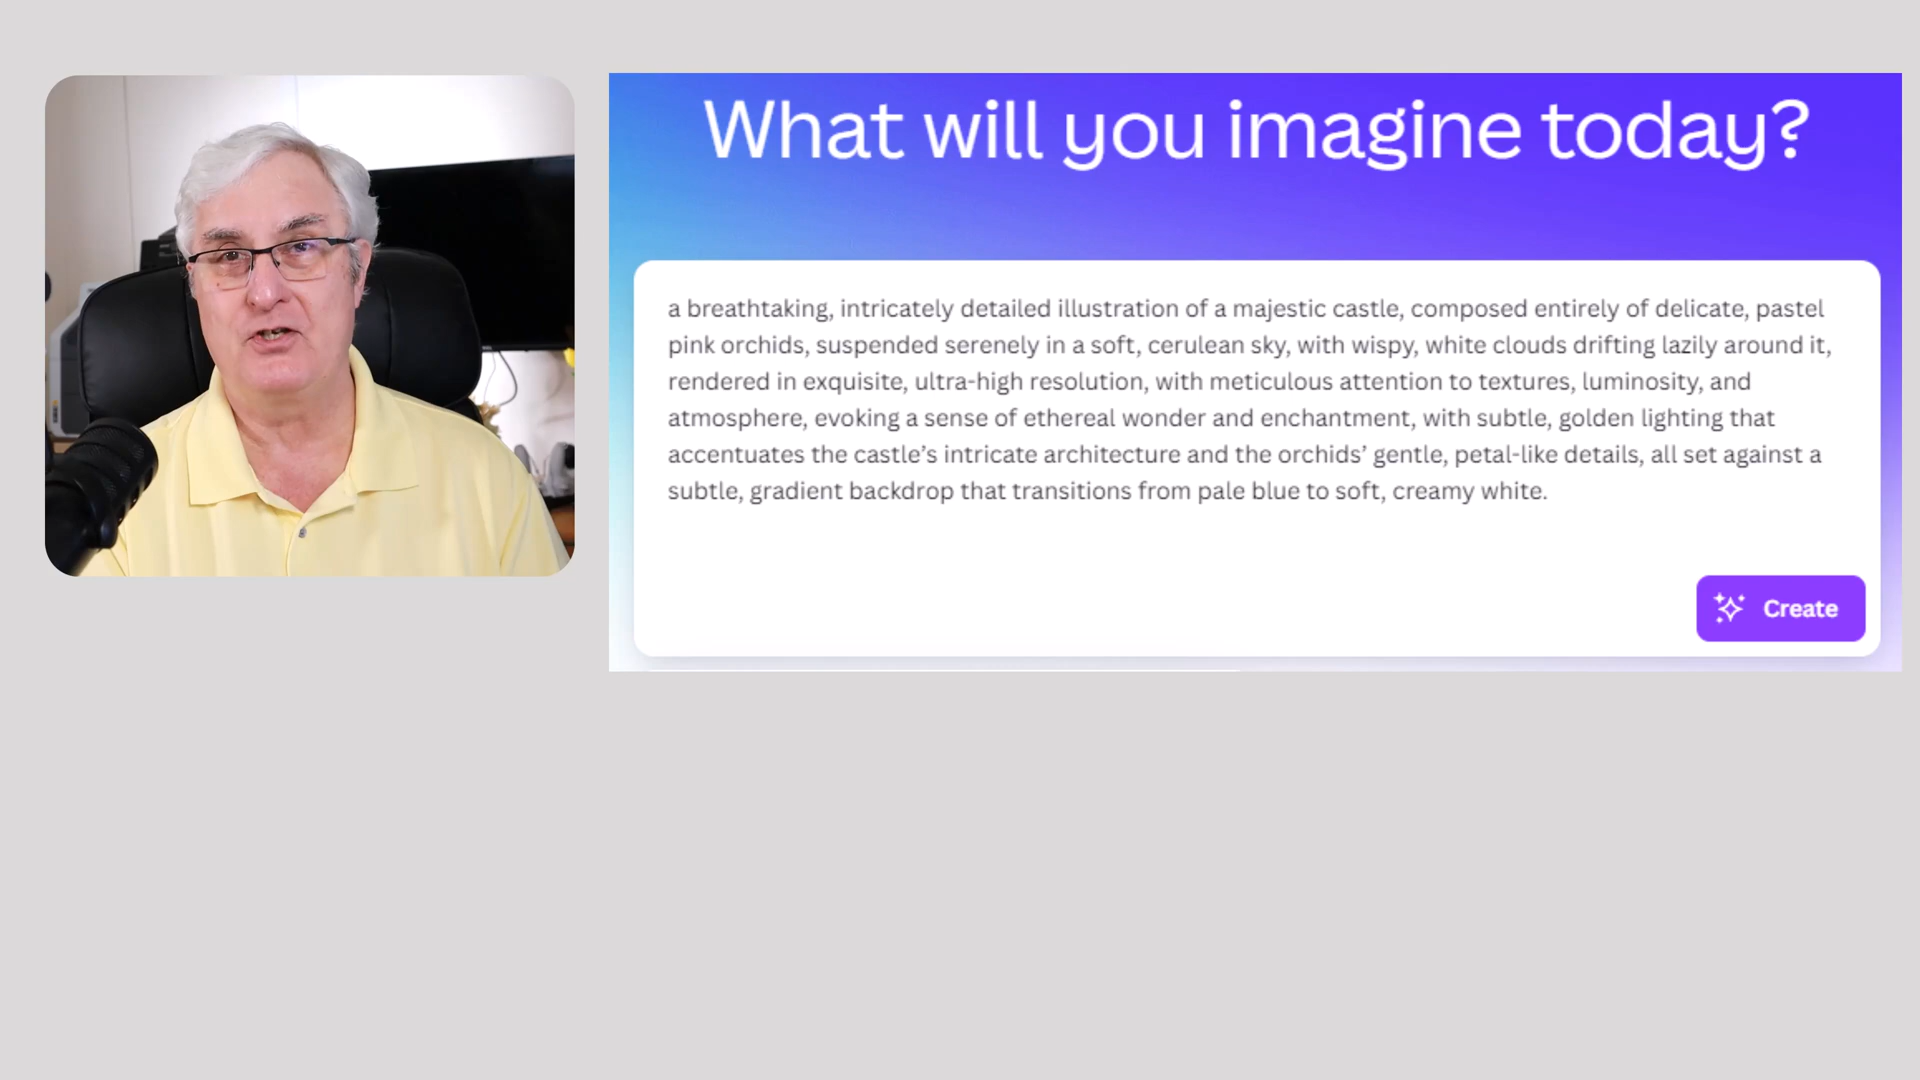 What will you imagine today?
a breathtaking, intricately detailed illustration of a majestic castle, composed entirely of delicate, pastel
pink orchids, suspended serenely in a soft, cerulean sky, with wispy, white clouds drifting lazily around it,
rendered in exquisite, ultra-high resolution, with meticulous attention to textures, luminosity, and
atmosphere, evoking a sense of ethereal wonder and enchantment, with subtle, golden lighting that
accentuates the castle’s intricate architecture and the orchids’ gentle, petal-like details, all set against a
subtle, gradient backdrop that transitions from pale blue to soft, creamy white.
Create